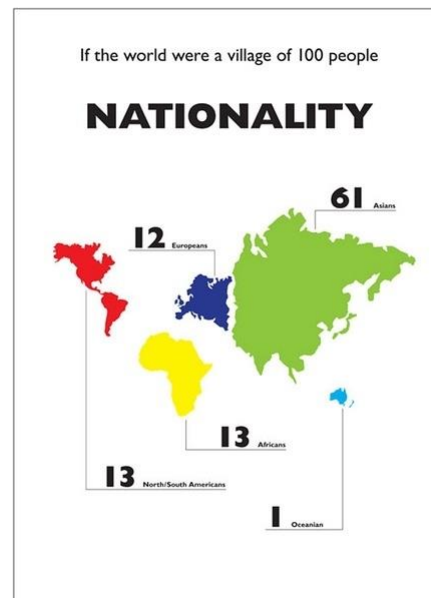 If the world were a village of 100 people
NATIONALITY
61 Asians
12 Europeans
13 Africans
13 North/South Americans
1 Oceanian